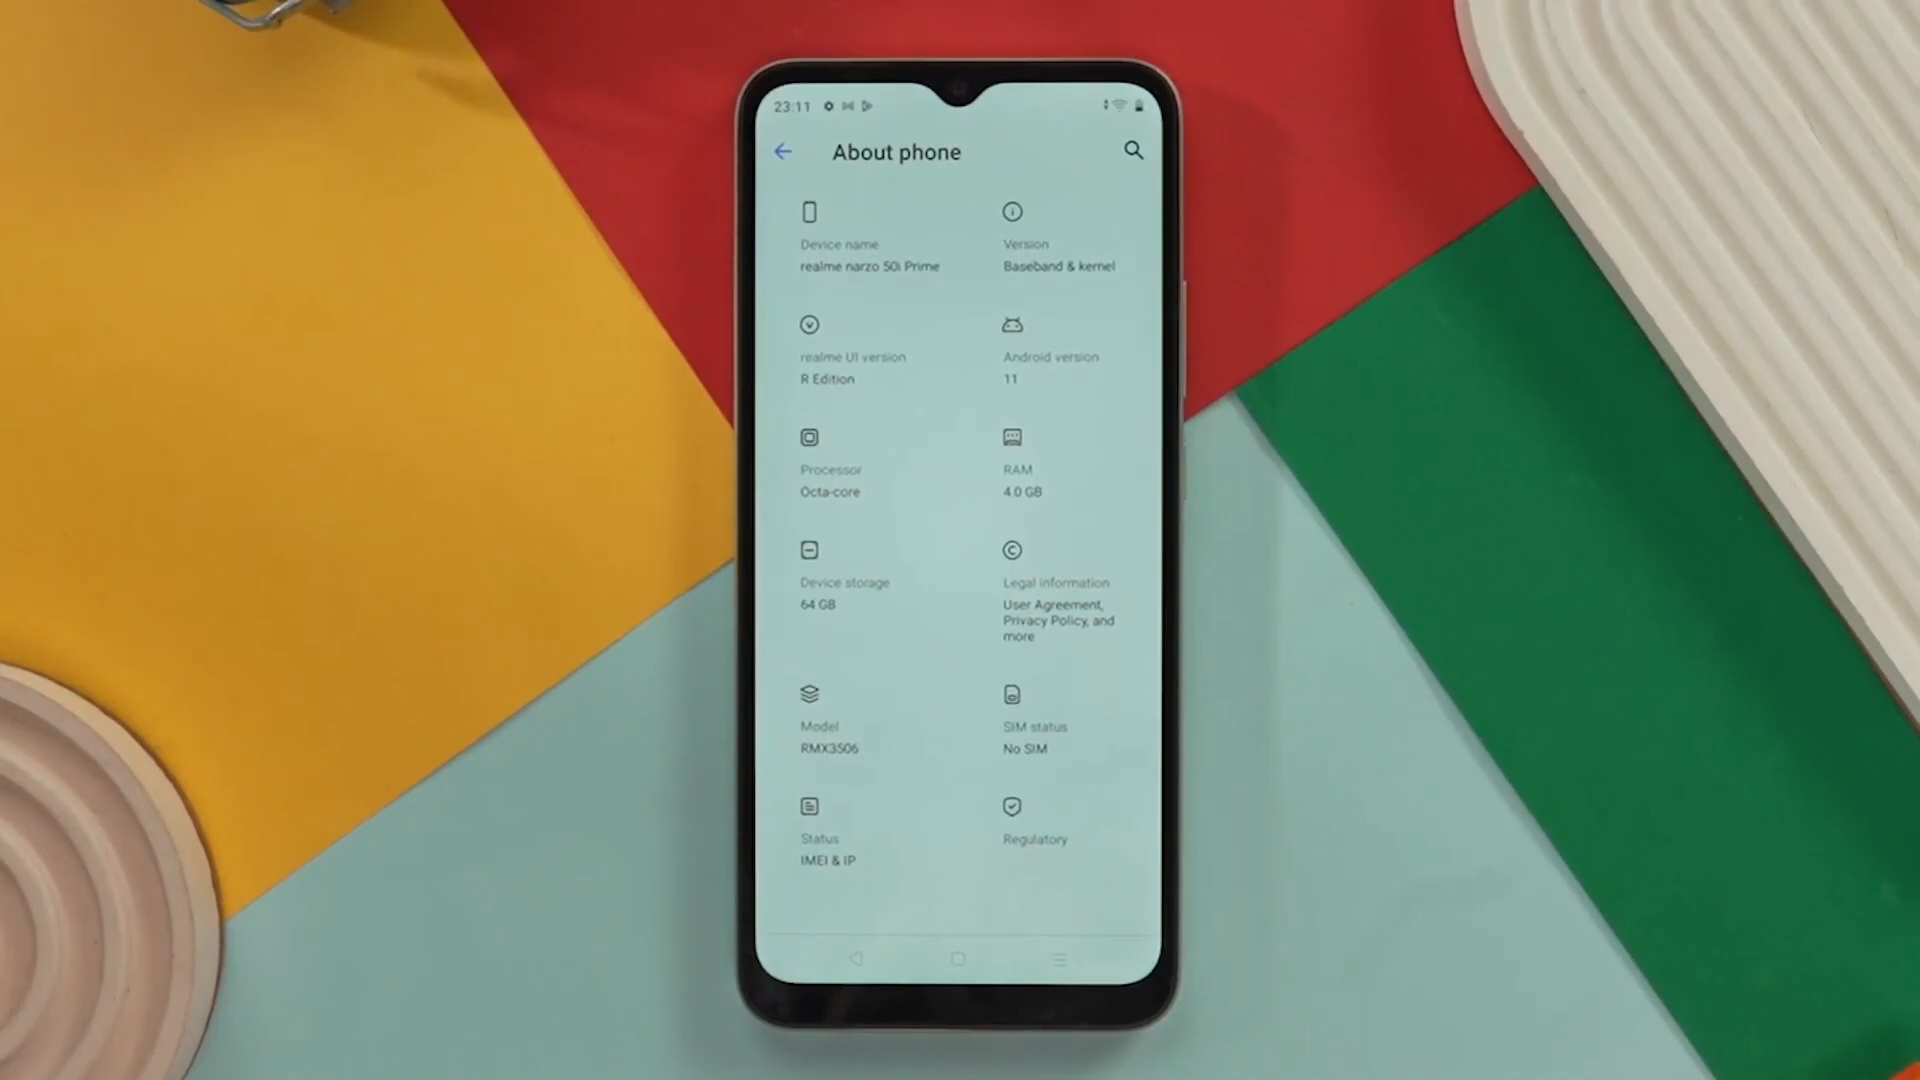 23:11
About phone
Device name
realme narzo 50i Prime
Version
Baseband & kernel
realme UI version
R Edition
Android version
11
Processor
Octa-core
RAM
4.0 GB
Device storage
64 GB
Legal information
User Agreement,
Privacy Policy, and
more
Model
RMX3506
SIM status
No SIM
Status
IMEI & IP
Regulatory